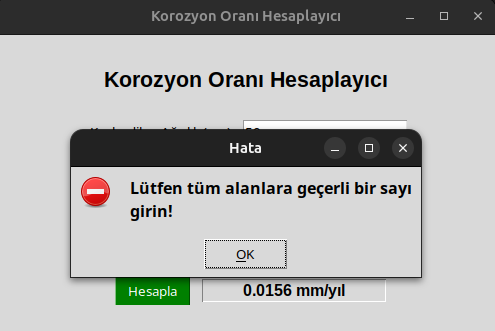 Korozyon Oranı Hesaplayıcı
Korozyon Oranı Hesaplayıcı
Hata
Lütfen tüm alanlara geçerli bir sayı
girin!
OK
Hesapla
0.0156 mm/yıl